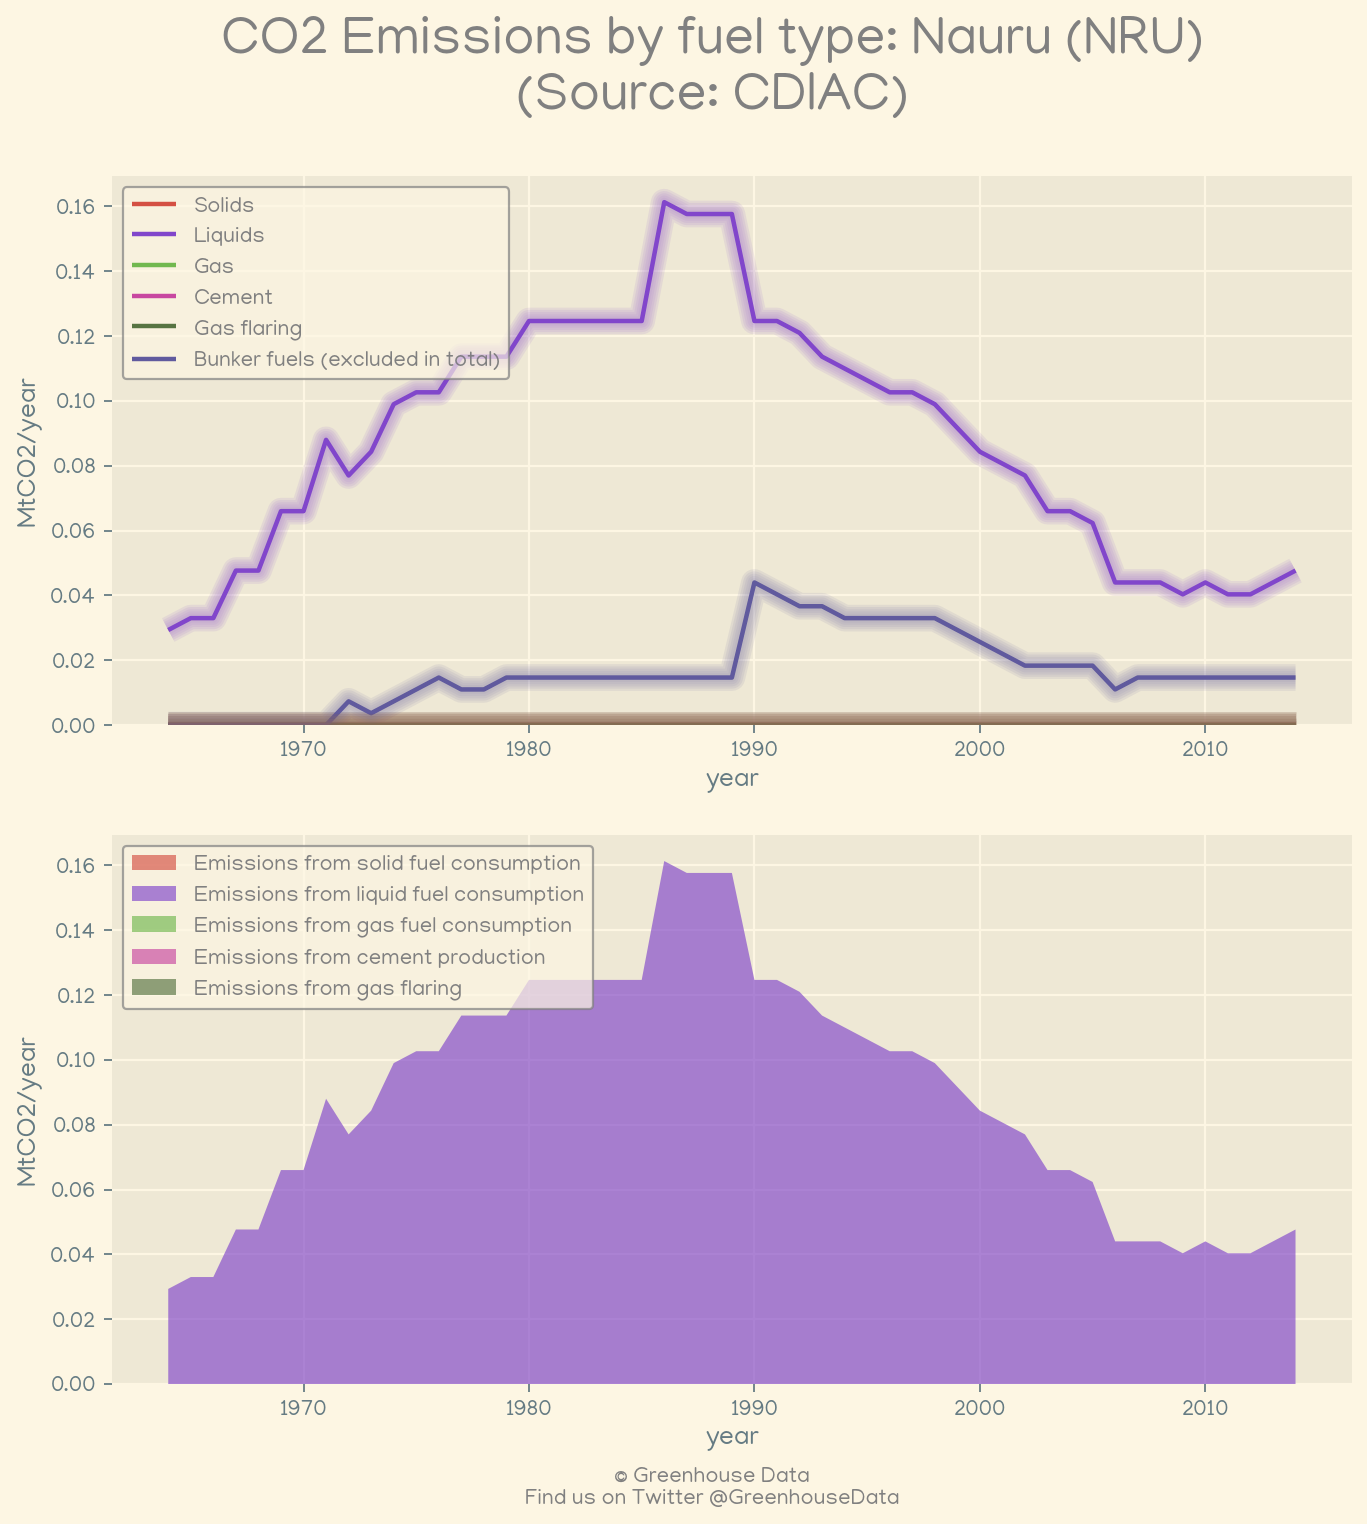 CO2 Emissions by fuel type: Nauru (NRU)
(Source: CDIAC)
Solids
Liquids
Gas
Cement
Gas flaring
Bunker fuels (excluded in total)
0.16
0.14
0.12
0.10
0.08
0.06
0.04
0.02
0.00
MtCO2/year
1970 1980 1990 2000 2010
year
Emissions from solid fuel consumption
Emissions from liquid fuel consumption
Emissions from gas fuel consumption
Emissions from cement production
Emissions from gas flaring
0.16
0.14
0.12
0.10
0.08
0.06
0.04
0.02
0.00
MtCO2/year
1970 1980 1990 2000 2010
year
© Greenhouse Data
Find us on Twitter @GreenhouseData